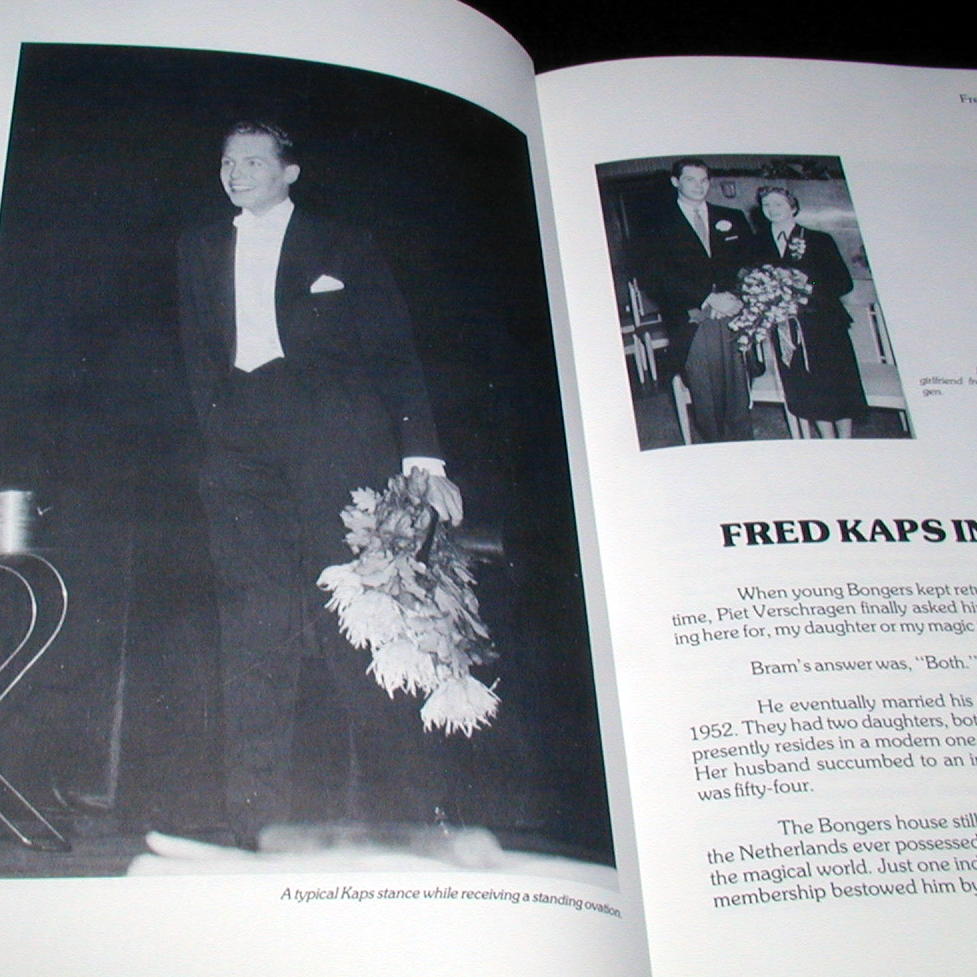 A typical Kaps stance while receiving a standing ovation.
Fre
girlfriend fr
gen.
FRED KAPS IN
When young Bongers kept retu
time, Piet Verschragen finally asked hi
ing here for, my daughter or my magic
Bram's answer was, "Both."
He eventually married his
1952. They had two daughters, bot
presently resides in a modern one
Her husband succumbed to an i
was fifty-four.
The Bongers house still
the Netherlands ever possessed
the magical world. Just one ind
membership bestowed him by